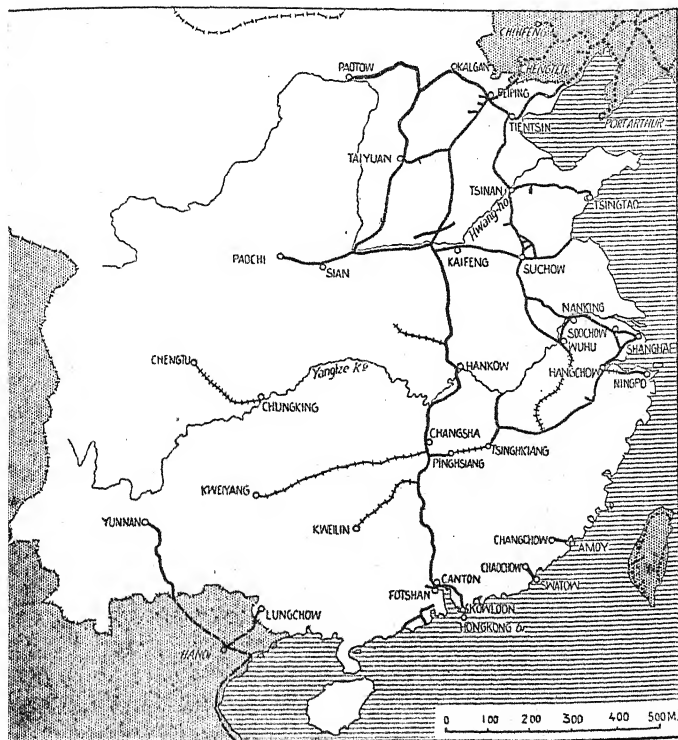 CHIHFENG
PAOTOW
KALGAN
PEIPING
TIENTSIN
PORT ARTHUR
TAIYUAN
TSINAN
Hwang-ho
TSINGTAO
PAOCHI
SIAN
KAIFENG
SUCHOW
NANKING
SOOCHOW
SHANGHAI
WUHU
CHENGTU
Yangtze
HANKOW
HANGCHOW
NINGPO
CHUNGKING
CHANGSHA
TSINGHKIANG
PINGHSIANG
KWEIYANG
YUNNAN
KWEILIN
CHANGCHOW
AMOY
CHAOCHOW
SWATOW
CANTON
FOTSHAN
KOWLOON
HONGKONG
LUNGCHOW
HANOI
0 100 200 300 400 500 M.